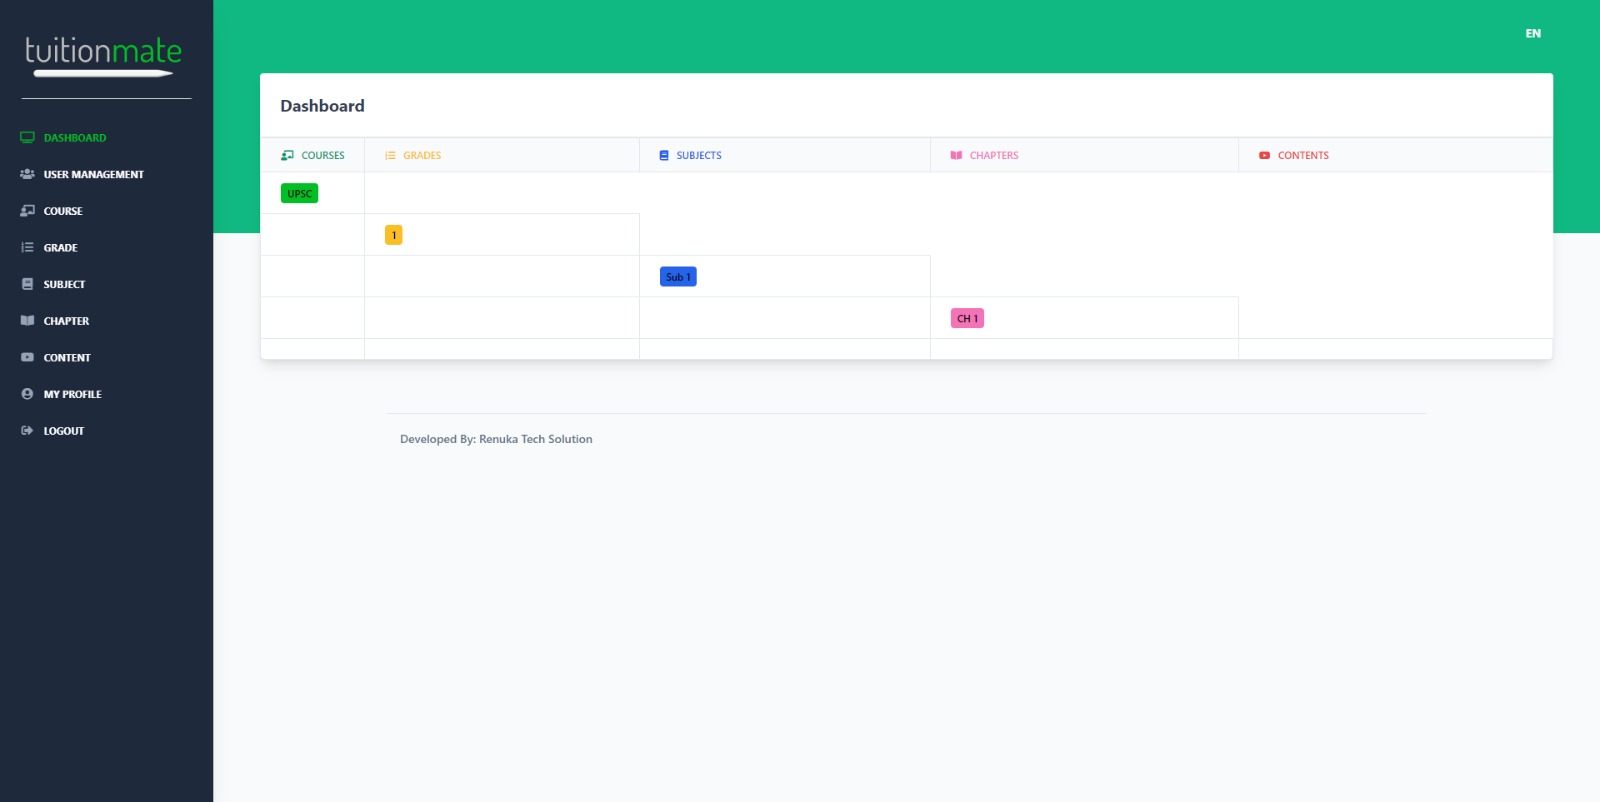 tuitionmate
EN
Dashboard
DASHBOARD
USER MANAGEMENT
COURSE
GRADE
SUBJECT
CHAPTER
CONTENT
MY PROFILE
LOGOUT
COURSES GRADES SUBJECTS CHAPTERS CONTENTS
UPSC
1
Sub 1
CH 1
Developed By: Renuka Tech Solution